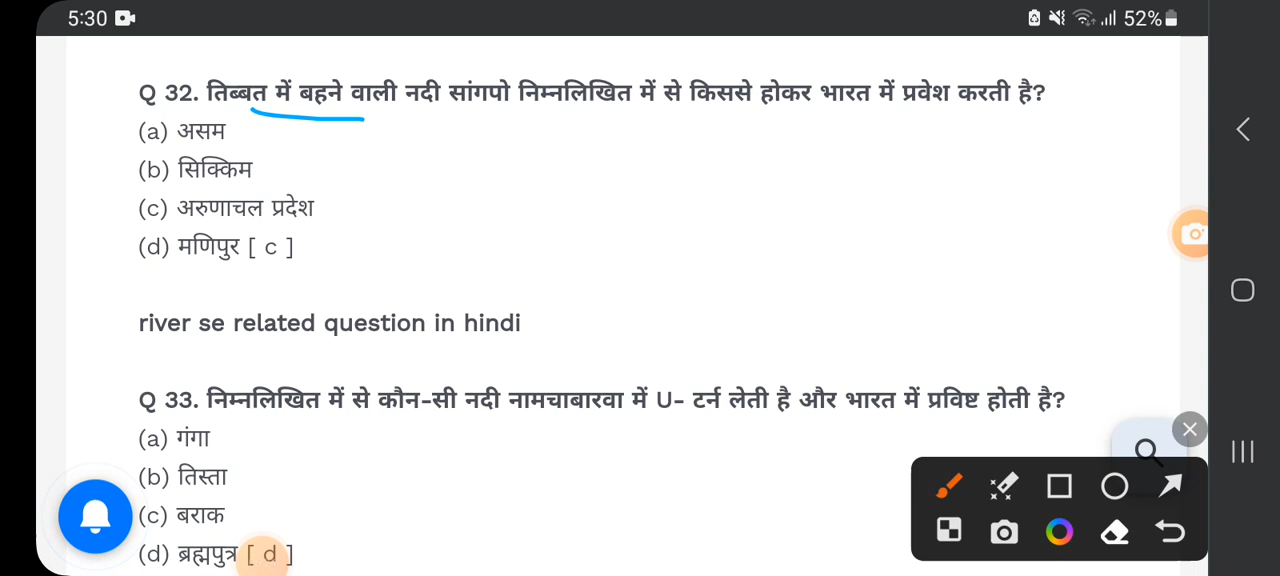 5:30
52%
Q 32. तिब्बत में बहने वाली नदी सांगपो निम्नलिखित में से किससे होकर भारत में प्रवेश करती है?
(a) असम
(b) सिक्किम
(c) अरुणाचल प्रदेश
(d) मणिपुर [ c ]
river se related question in hindi
Q 33. निम्नलिखित में से कौन-सी नदी नामचाबारवा में U- टर्न लेती है और भारत में प्रविष्ट होती है?
(a) गंगा
(b) तिस्ता
(c) बराक
(d) ब्रह्मपुत्र [ d ]